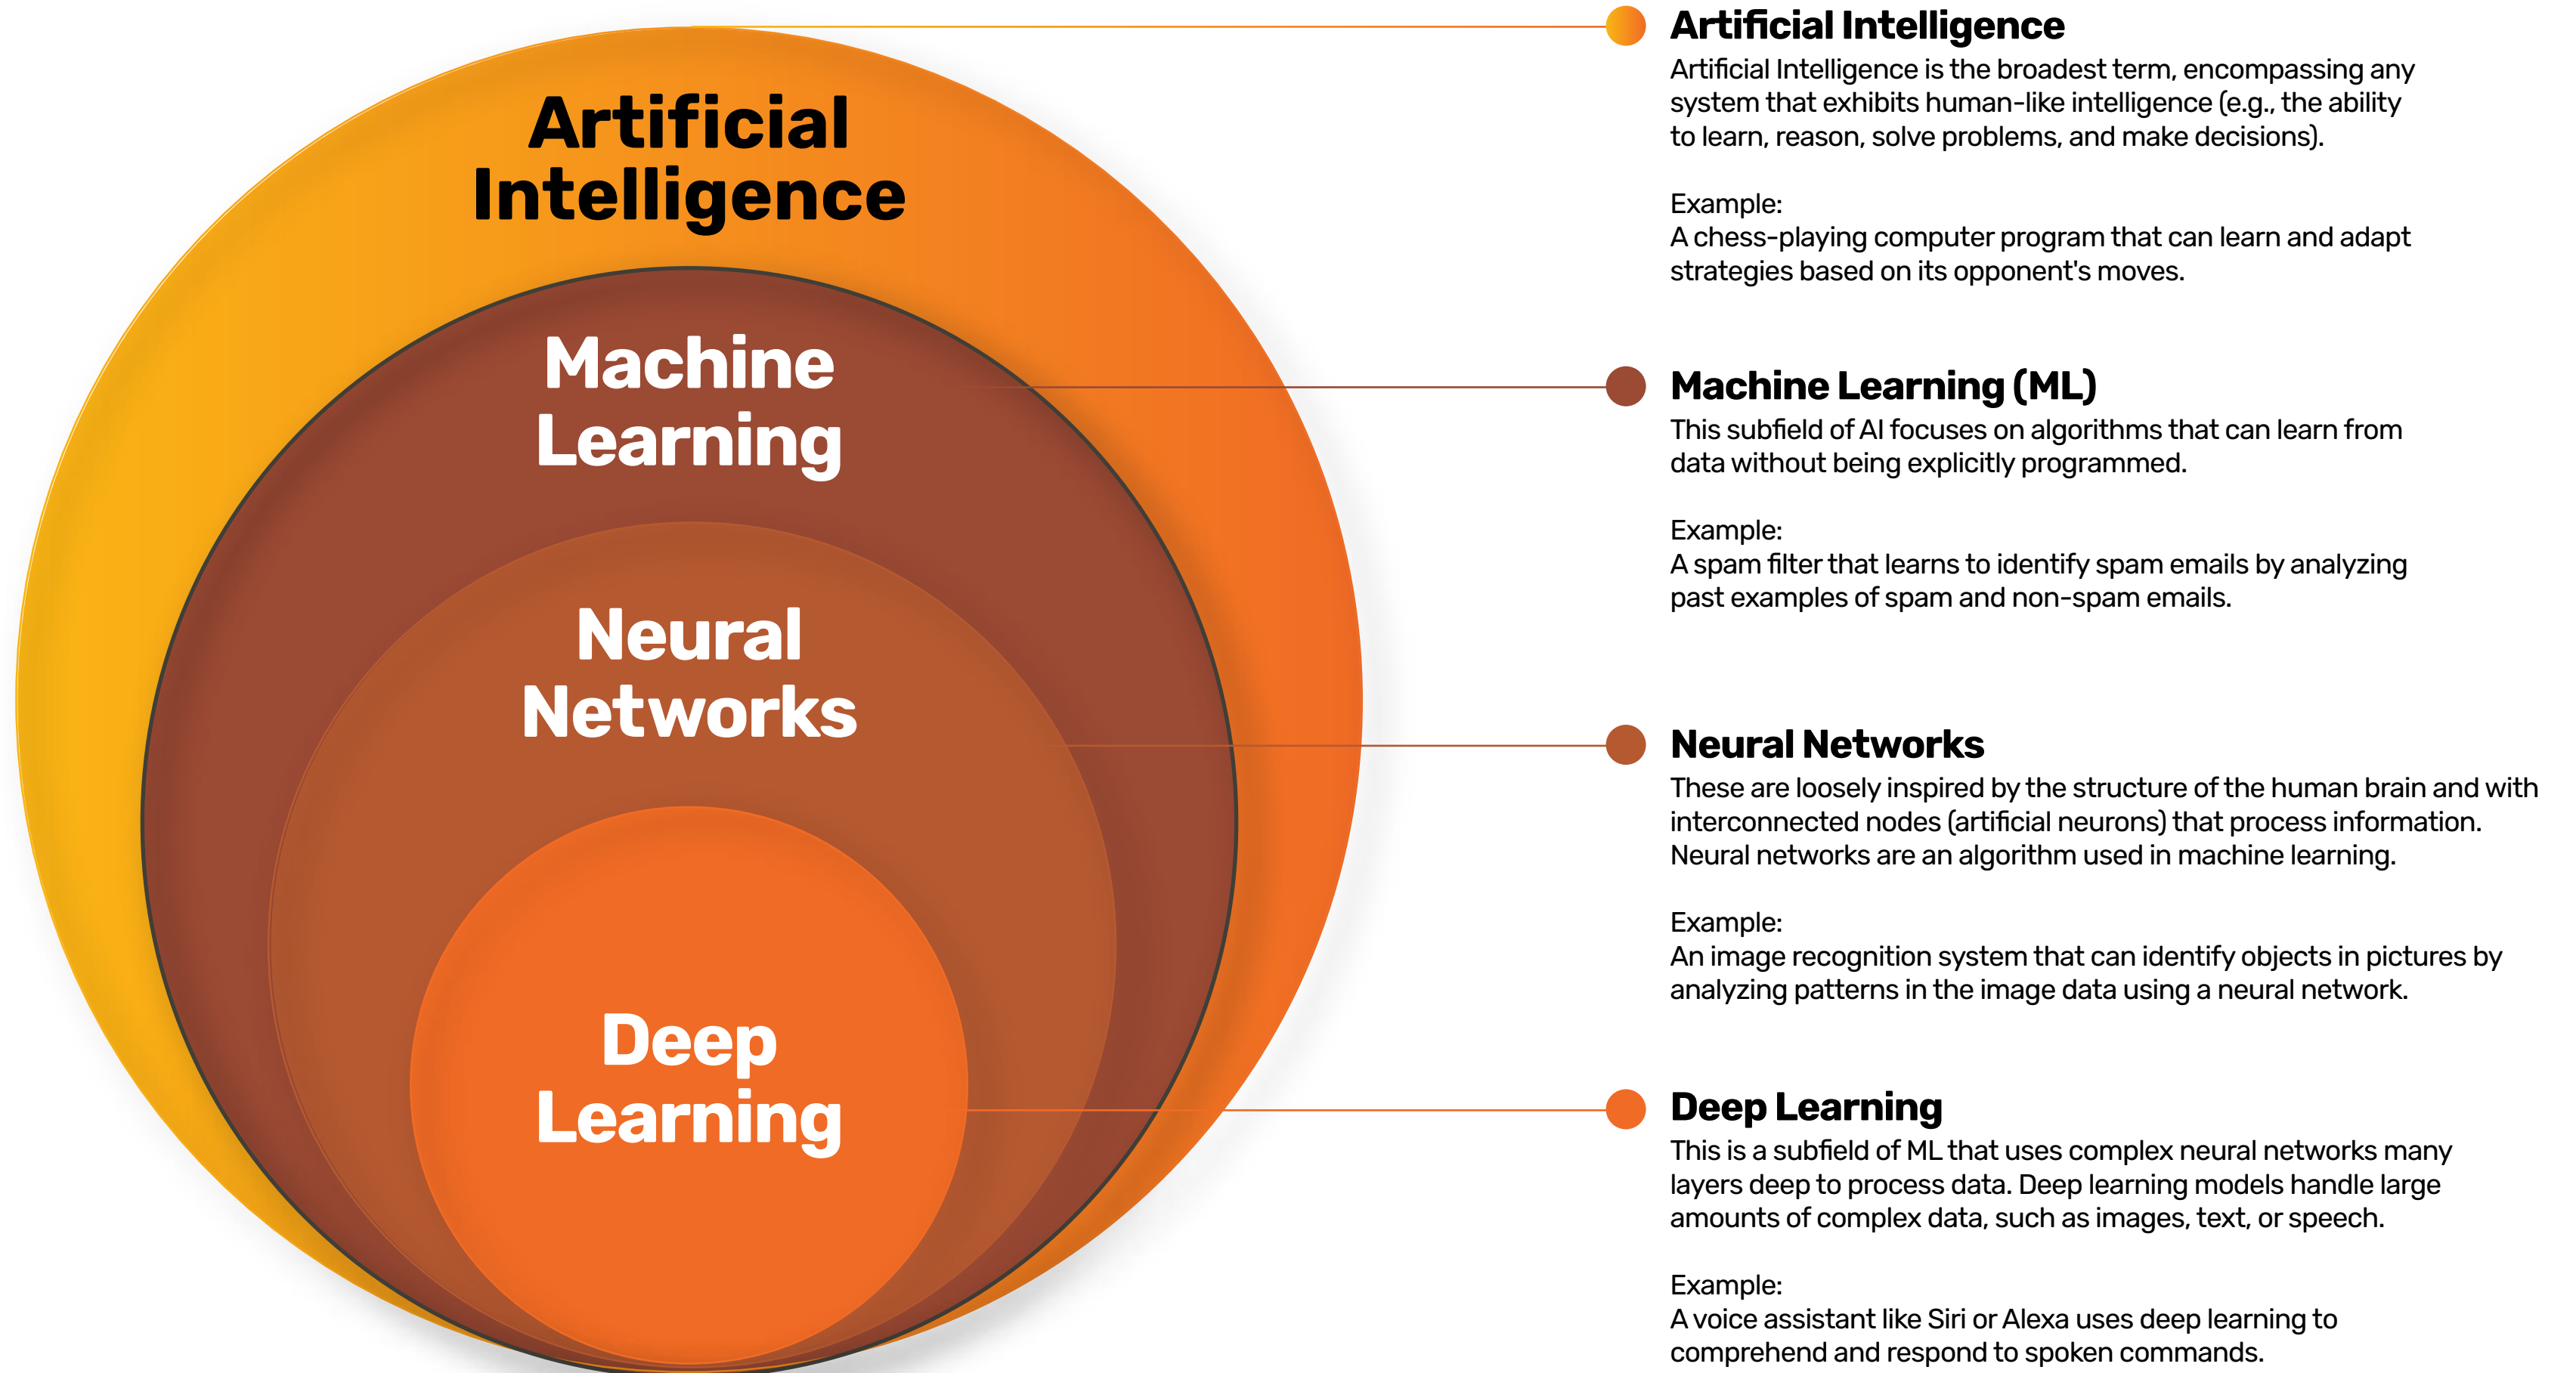 Artificial
Intelligence
Machine
Learning
Neural
Networks
Deep
Learning
Artificial Intelligence
Artificial Intelligence is the broadest term, encompassing any
system that exhibits human-like intelligence (e.g., the ability
to learn, reason, solve problems, and make decisions).
Example:
A chess-playing computer program that can learn and adapt
strategies based on its opponent's moves.
Machine Learning (ML)
This subfield of AI focuses on algorithms that can learn from
data without being explicitly programmed.
Example:
A spam filter that learns to identify spam emails by analyzing
past examples of spam and non-spam emails.
Neural Networks
These are loosely inspired by the structure of the human brain and with
interconnected nodes (artificial neurons) that process information.
Neural networks are an algorithm used in machine learning.
Example:
An image recognition system that can identify objects in pictures by
analyzing patterns in the image data using a neural network.
Deep Learning
This is a subfield of ML that uses complex neural networks many
layers deep to process data. Deep learning models handle large
amounts of complex data, such as images, text, or speech.
Example:
A voice assistant like Siri or Alexa uses deep learning to
comprehend and respond to spoken commands.